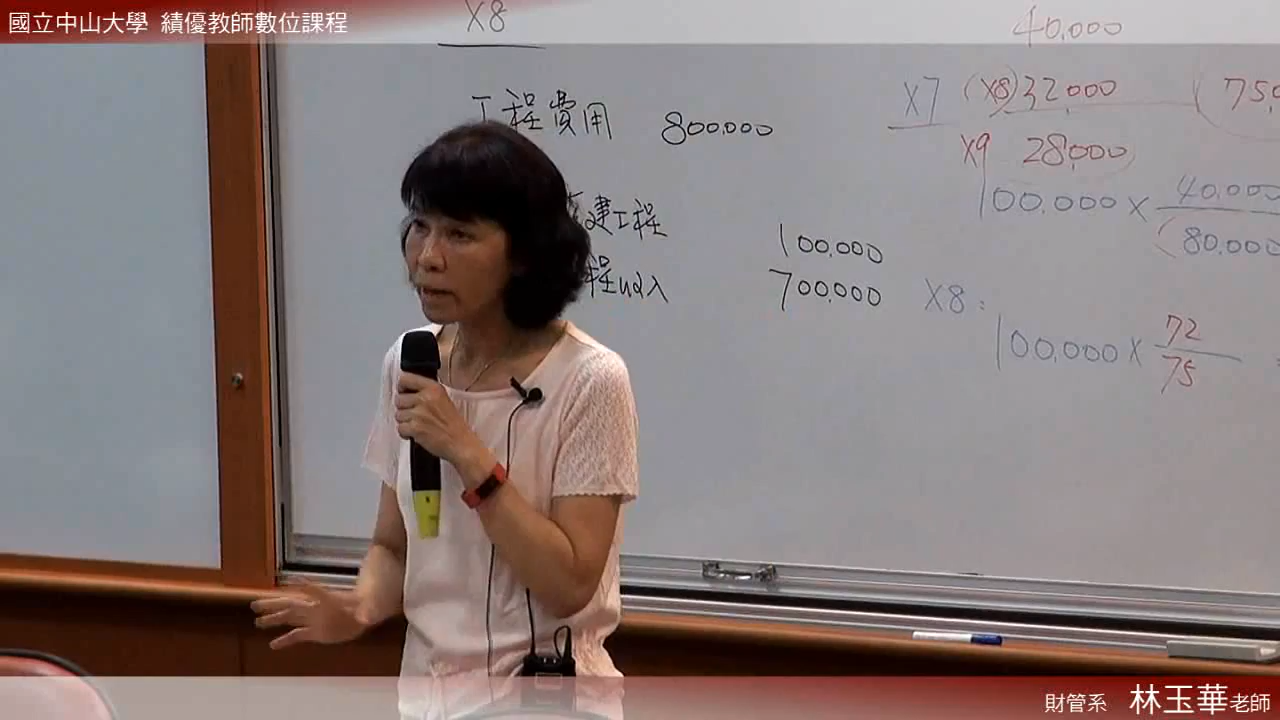 國立中山大學 績優教師數位課程
X8
工程費用 800,000
建工程 100,000
程收入 700,000
40,000
X7 (X8) 32,000
X9 28,000
100,000 × 40,000
80,000
X8:
100,000 × 72
75
財管系 林玉華老師